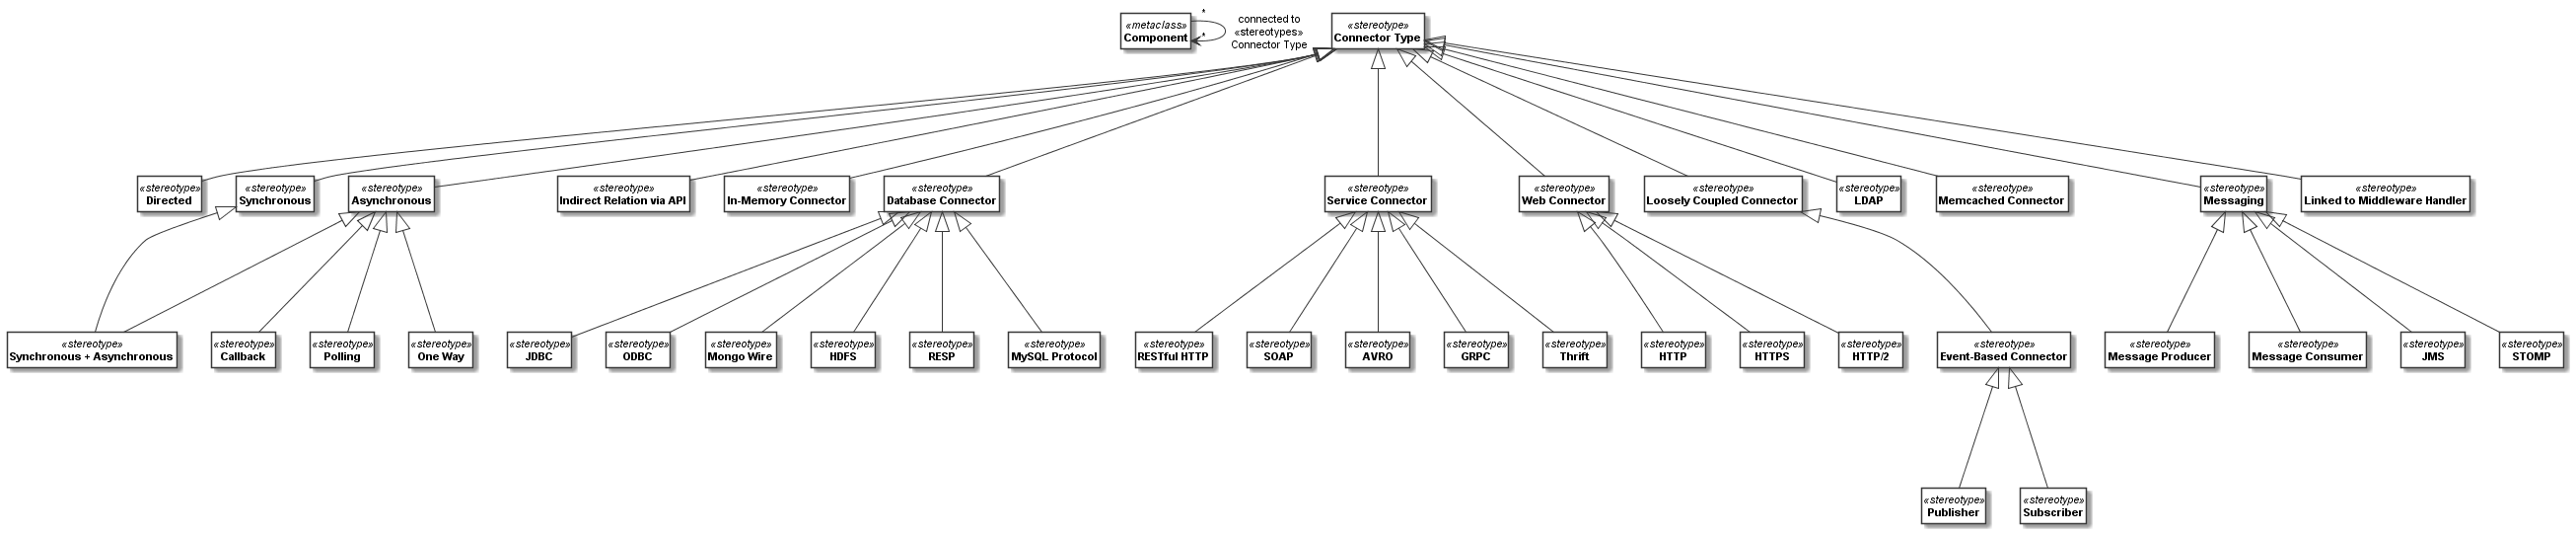 *
«metaclass»
Component
*
connected to
«stereotypes»
Connector Type
«stereotype»
Connector Type
«stereotype»
Directed
«stereotype»
Synchronous
«stereotype»
Asynchronous
«stereotype»
Indirect Relation via API
«stereotype»
In-Memory Connector
«stereotype»
Database Connector
«stereotype»
Service Connector
«stereotype»
Web Connector
«stereotype»
Loosely Coupled Connector
«stereotype»
LDAP
«stereotype»
Memcached Connector
«stereotype»
Messaging
«stereotype»
Linked to Middleware Handler
«stereotype»
Synchronous + Asynchronous
«stereotype»
Callback
«stereotype»
Polling
«stereotype»
One Way
«stereotype»
JDBC
«stereotype»
ODBC
«stereotype»
Mongo Wire
«stereotype»
HDFS
«stereotype»
RESP
«stereotype»
MySQL Protocol
«stereotype»
RESTful HTTP
«stereotype»
SOAP
«stereotype»
AVRO
«stereotype»
GRPC
«stereotype»
Thrift
«stereotype»
HTTP
«stereotype»
HTTPS
«stereotype»
HTTP/2
«stereotype»
Event-Based Connector
«stereotype»
Message Producer
«stereotype»
Message Consumer
«stereotype»
JMS
«stereotype»
STOMP
«stereotype»
Publisher
«stereotype»
Subscriber